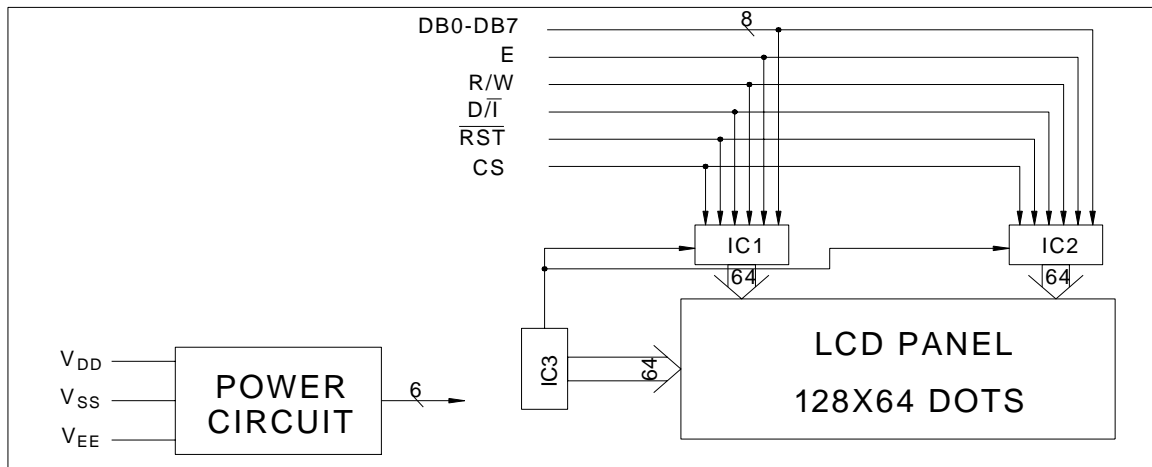 DB0-DB7
8
E
R/W
D/I̅
R̅S̅T̅
CS
IC1
IC2
64
64
LCD PANEL
128X64 DOTS
IC3
64
VDD
VSS
VEE
POWER
CIRCUIT
6